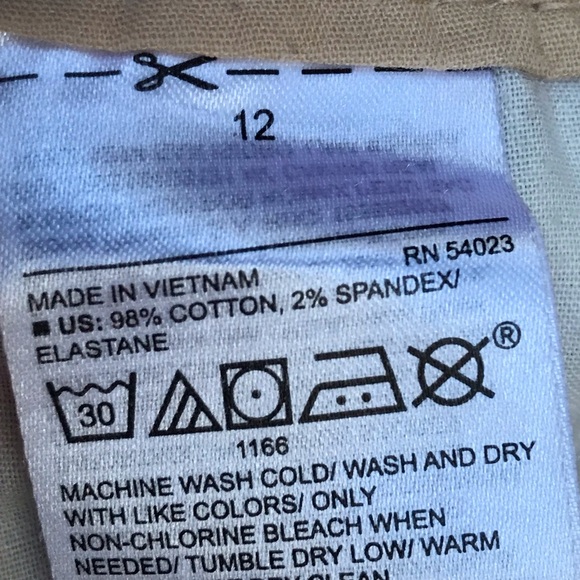 12
RN 54023
MADE IN VIETNAM
US: 98% COTTON, 2% SPANDEX/
ELASTANE
30
®
1166
MACHINE WASH COLD/ WASH AND DRY
WITH LIKE COLORS/ ONLY
NON-CHLORINE BLEACH WHEN
NEEDED/ TUMBLE DRY LOW/ WARM